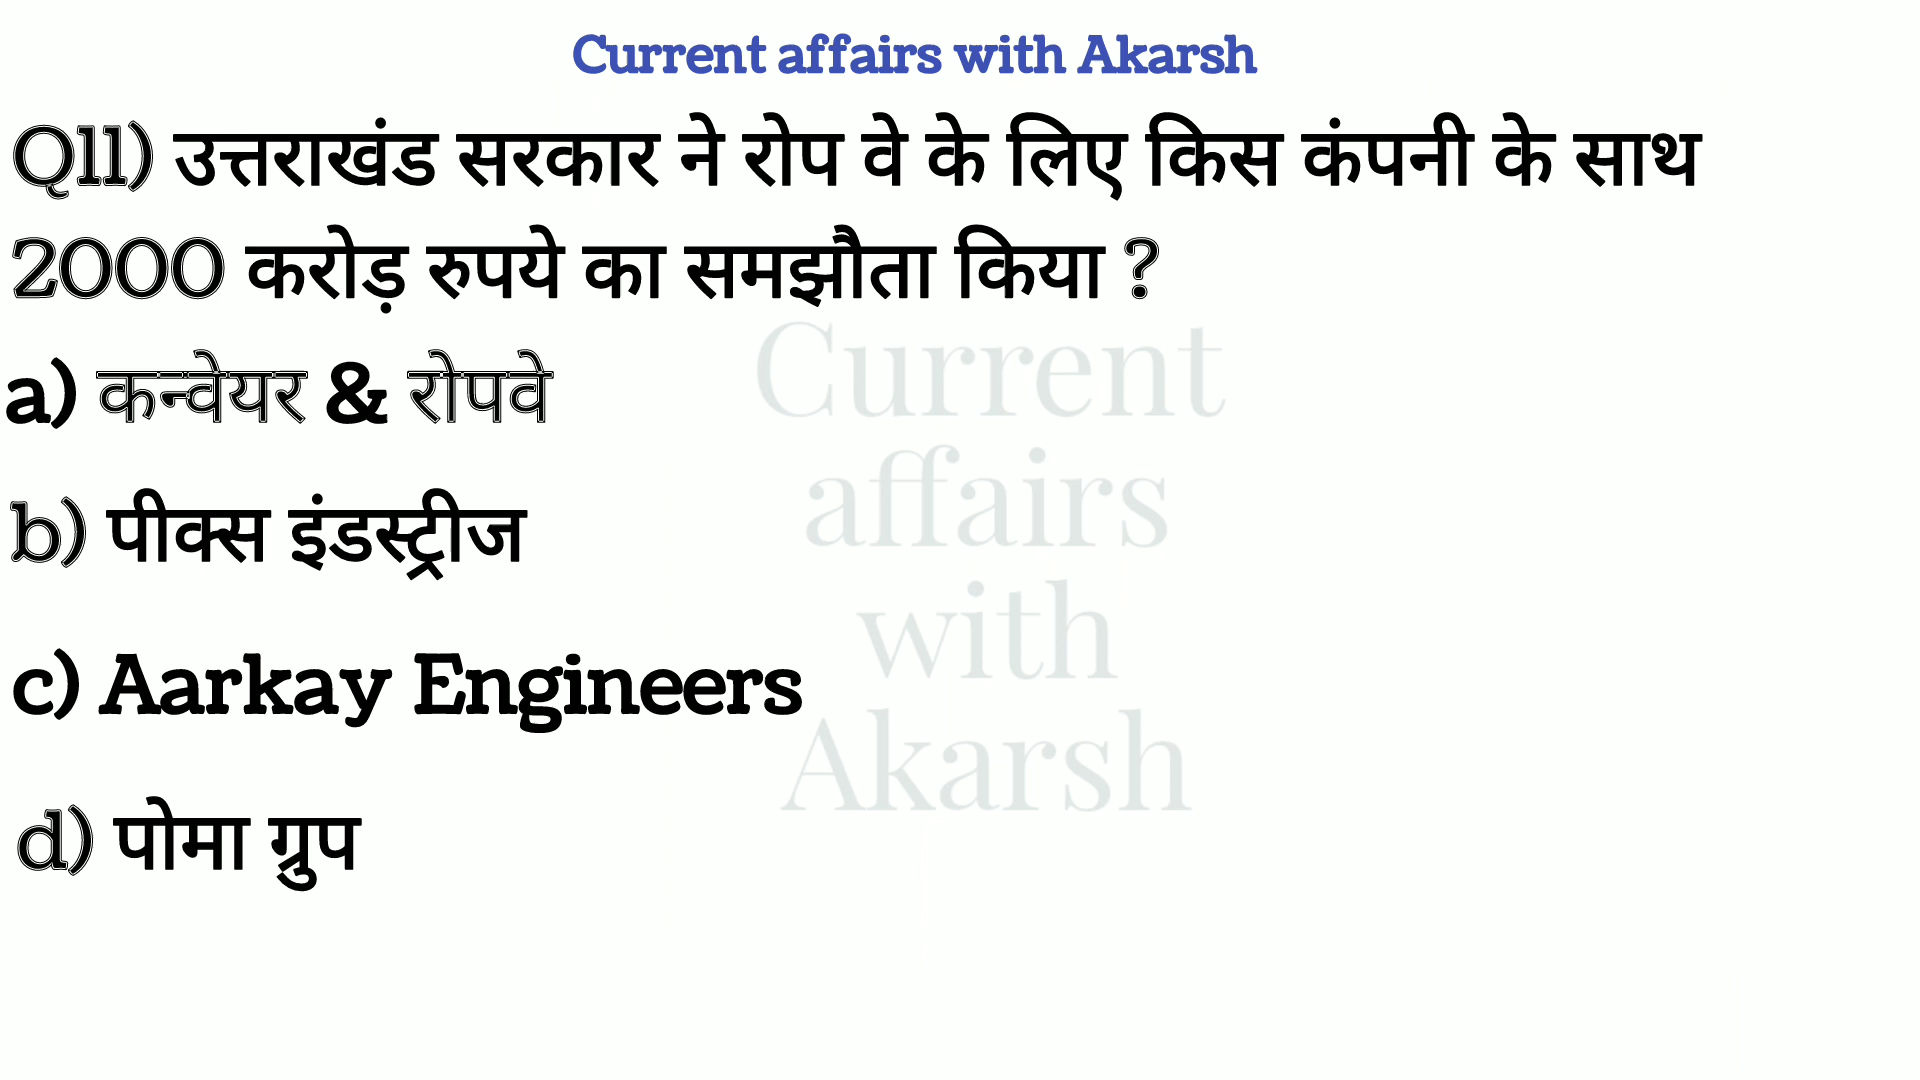 Current affairs with Akarsh
Q11) उत्तराखंड सरकार ने रोप वे के लिए किस कंपनी के साथ
2000 करोड़ रुपये का समझौता किया ?
a) कन्वेयर & रोपवे
b) पीक्स इंडस्ट्रीज
c) Aarkay Engineers
d) पोमा ग्रुप
Current
affairs
with
Akarsh